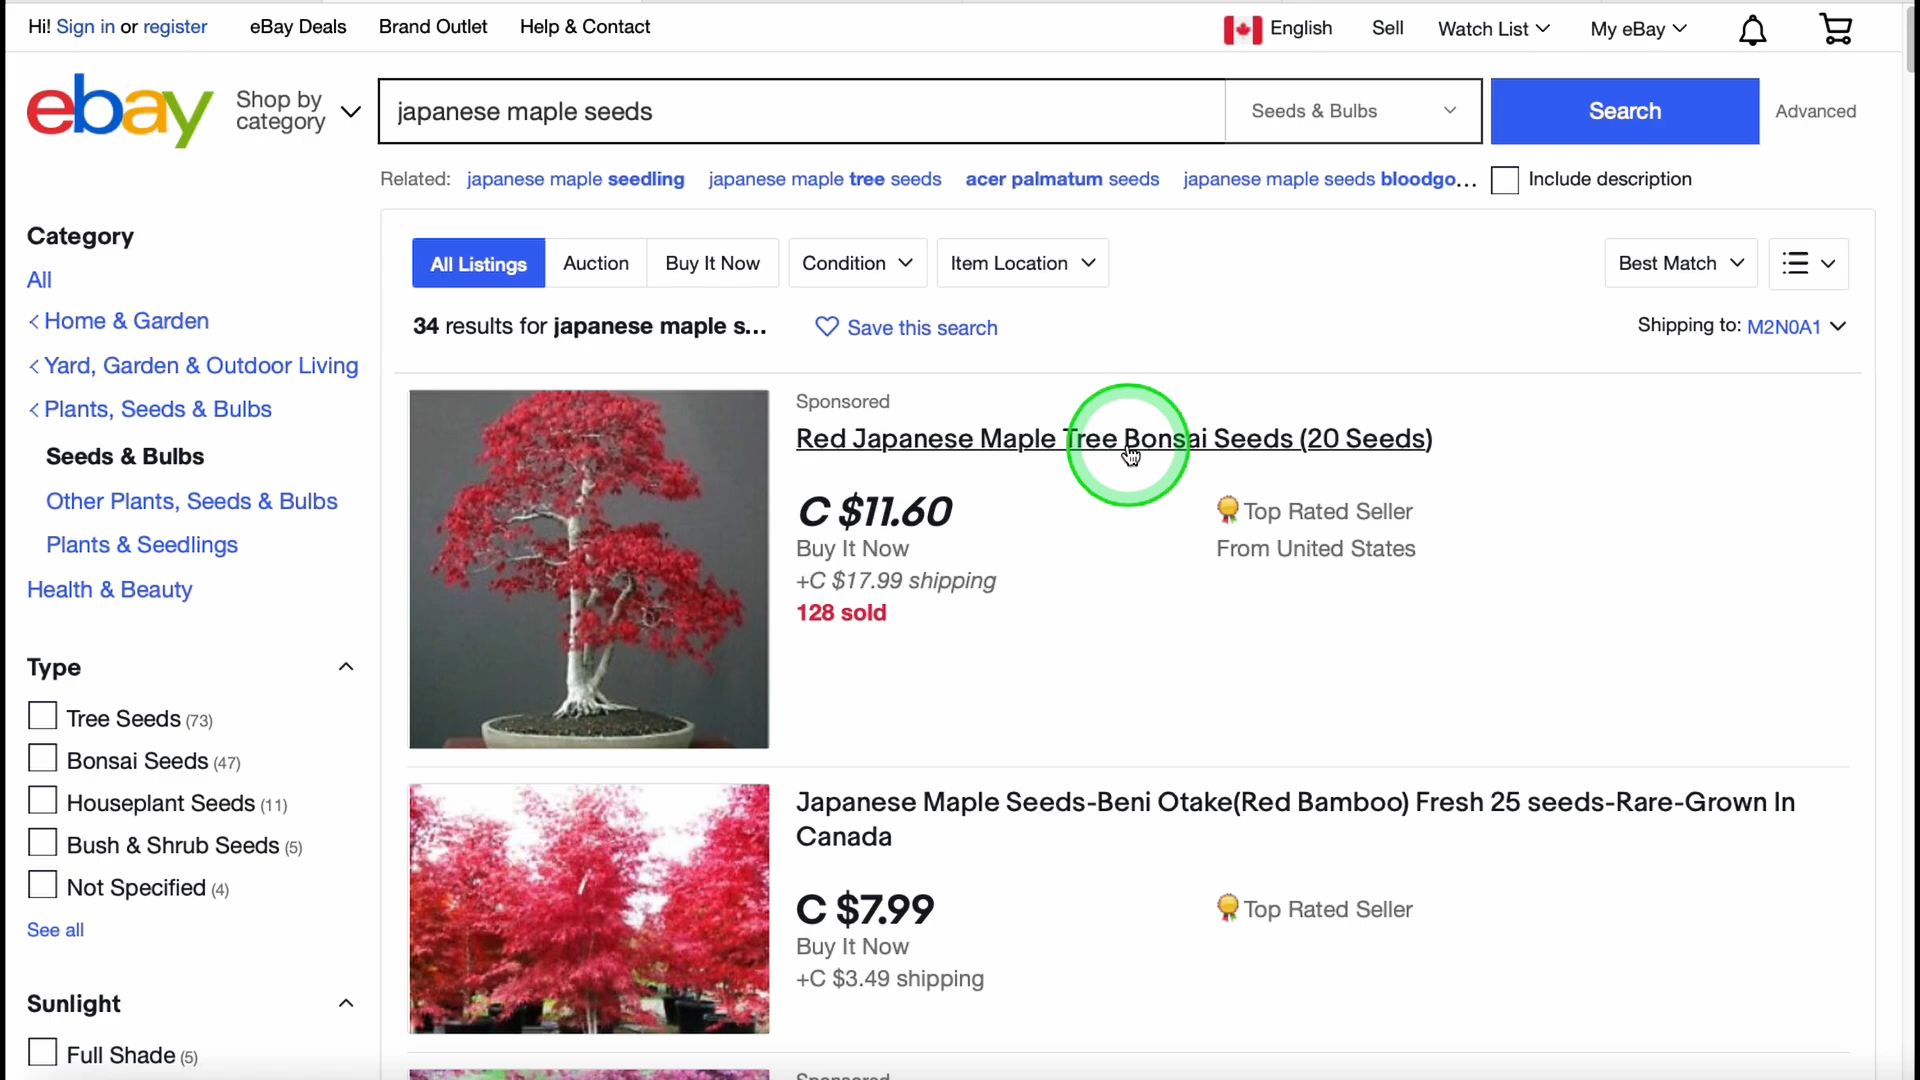 Hi! Sign in or register
eBay Deals
Brand Outlet
Help & Contact
English
Sell
Watch List
My eBay
ebay
Shop by
category
japanese maple seeds
Seeds & Bulbs
Search
Advanced
Related:
japanese maple seedling
japanese maple tree seeds
acer palmatum seeds
japanese maple seeds bloodgo...
Include description
Category
All
Home & Garden
Yard, Garden & Outdoor Living
Plants, Seeds & Bulbs
Seeds & Bulbs
Other Plants, Seeds & Bulbs
Plants & Seedlings
Health & Beauty
Type
Tree Seeds (73)
Bonsai Seeds (47)
Houseplant Seeds (11)
Bush & Shrub Seeds (5)
Not Specified (4)
See all
Sunlight
Full Shade (5)
All Listings
Auction
Buy It Now
Condition
Item Location
Best Match
34 results for japanese maple s...
Save this search
Shipping to: M2N0A1
Sponsored
Red Japanese Maple Tree Bonsai Seeds (20 Seeds)
C $11.60
Buy It Now
+C $17.99 shipping
128 sold
Top Rated Seller
From United States
Japanese Maple Seeds-Beni Otake(Red Bamboo) Fresh 25 seeds-Rare-Grown In
Canada
C $7.99
Buy It Now
+C $3.49 shipping
Top Rated Seller
Sponsored